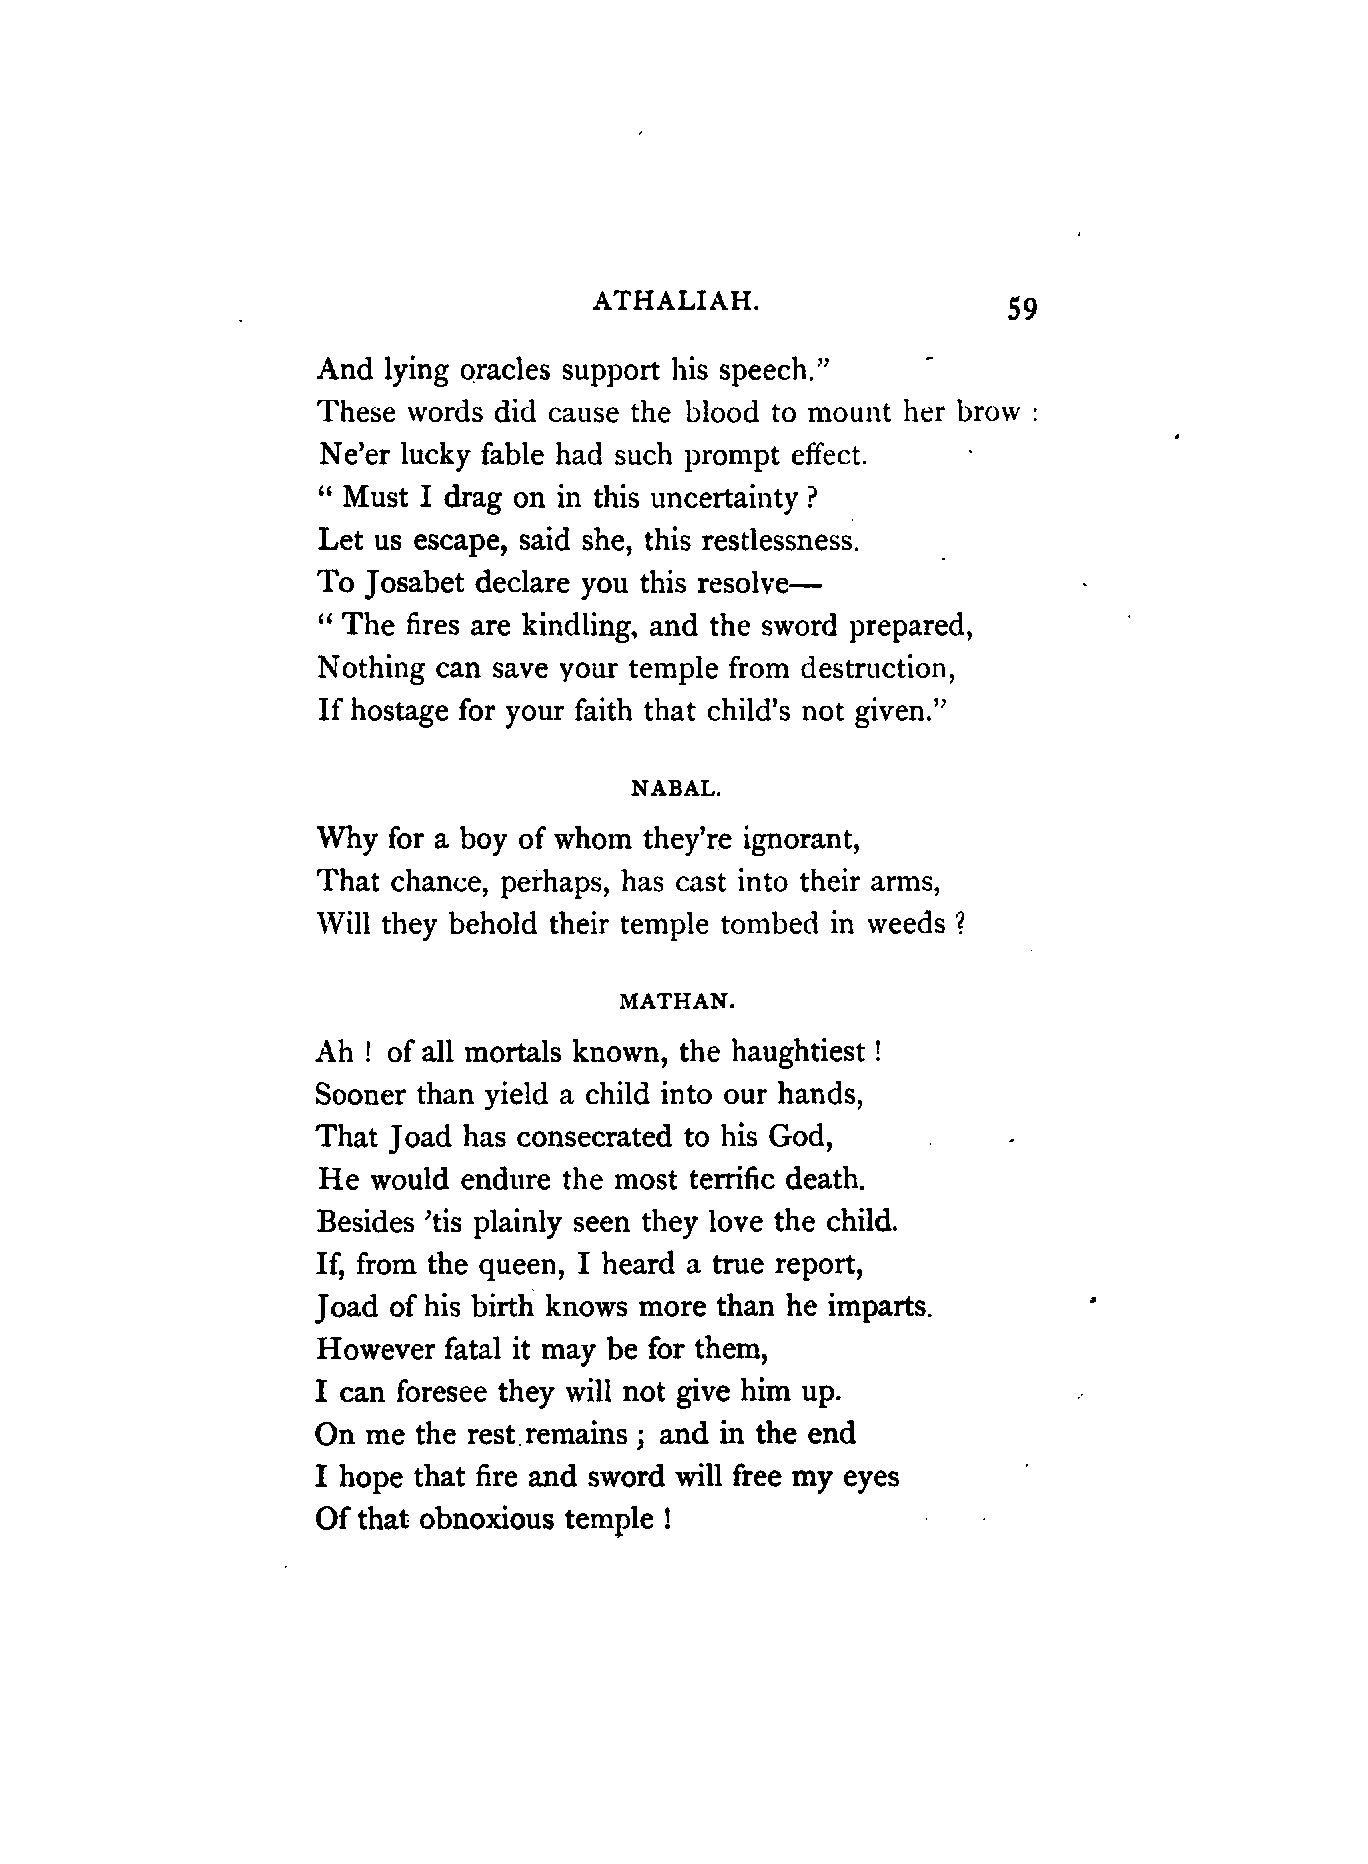 ATHALIAH. 59
And lying oracles support his speech.”
These words did cause the blood to mount her brow :
Ne’er lucky fable had such prompt effect.
“ Must I drag on in this uncertainty ?
Let us escape, said she, this restlessness.
To Josabet declare you this resolve—
“ The fires are kindling, and the sword prepared,
Nothing can save your temple from destruction,
If hostage for your faith that child’s not given.”
NABAL.
Why for a boy of whom they’re ignorant,
That chance, perhaps, has cast into their arms,
Will they behold their temple tombed in weeds ?
MATHAN.
Ah ! of all mortals known, the haughtiest !
Sooner than yield a child into our hands,
That Joad has consecrated to his God,
He would endure the most terrific death.
Besides ’tis plainly seen they love the child.
If, from the queen, I heard a true report,
Joad of his birth knows more than he imparts.
However fatal it may be for them,
I can foresee they will not give him up.
On me the rest remains ; and in the end
I hope that fire and sword will free my eyes
Of that obnoxious temple !